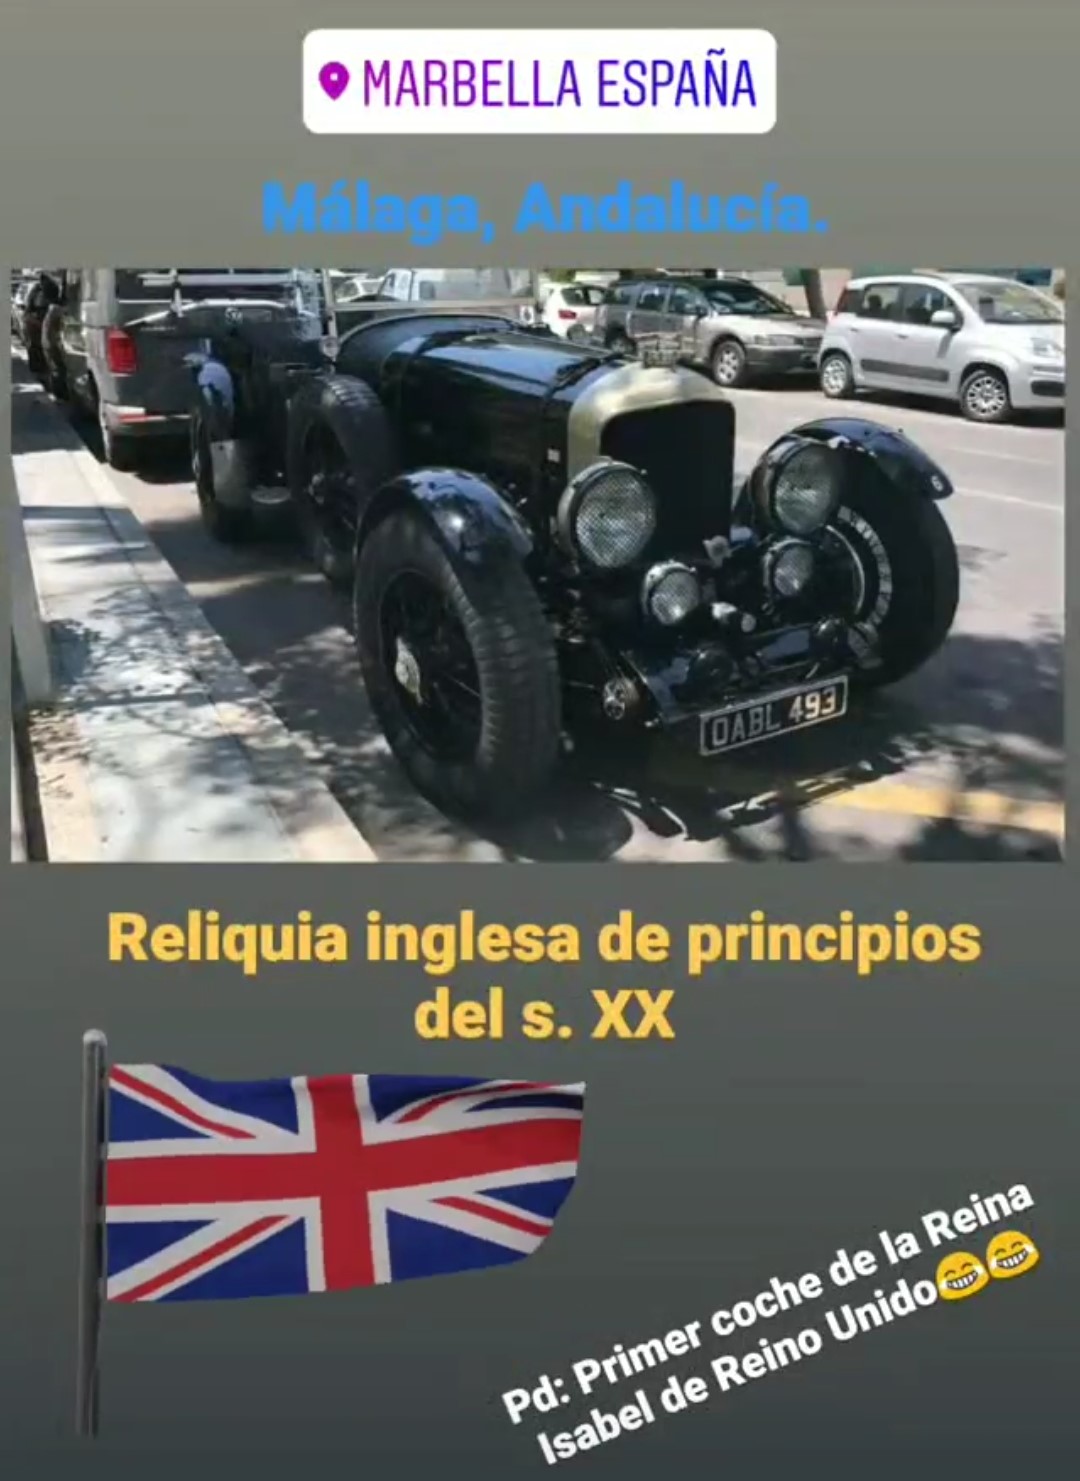 MARBELLA ESPAÑA
Málaga, Andalucía.
OABL 493
Reliquia inglesa de principios
del s. XX
Pd: Primer coche de la Reina
Isabel de Reino Unido😂😂